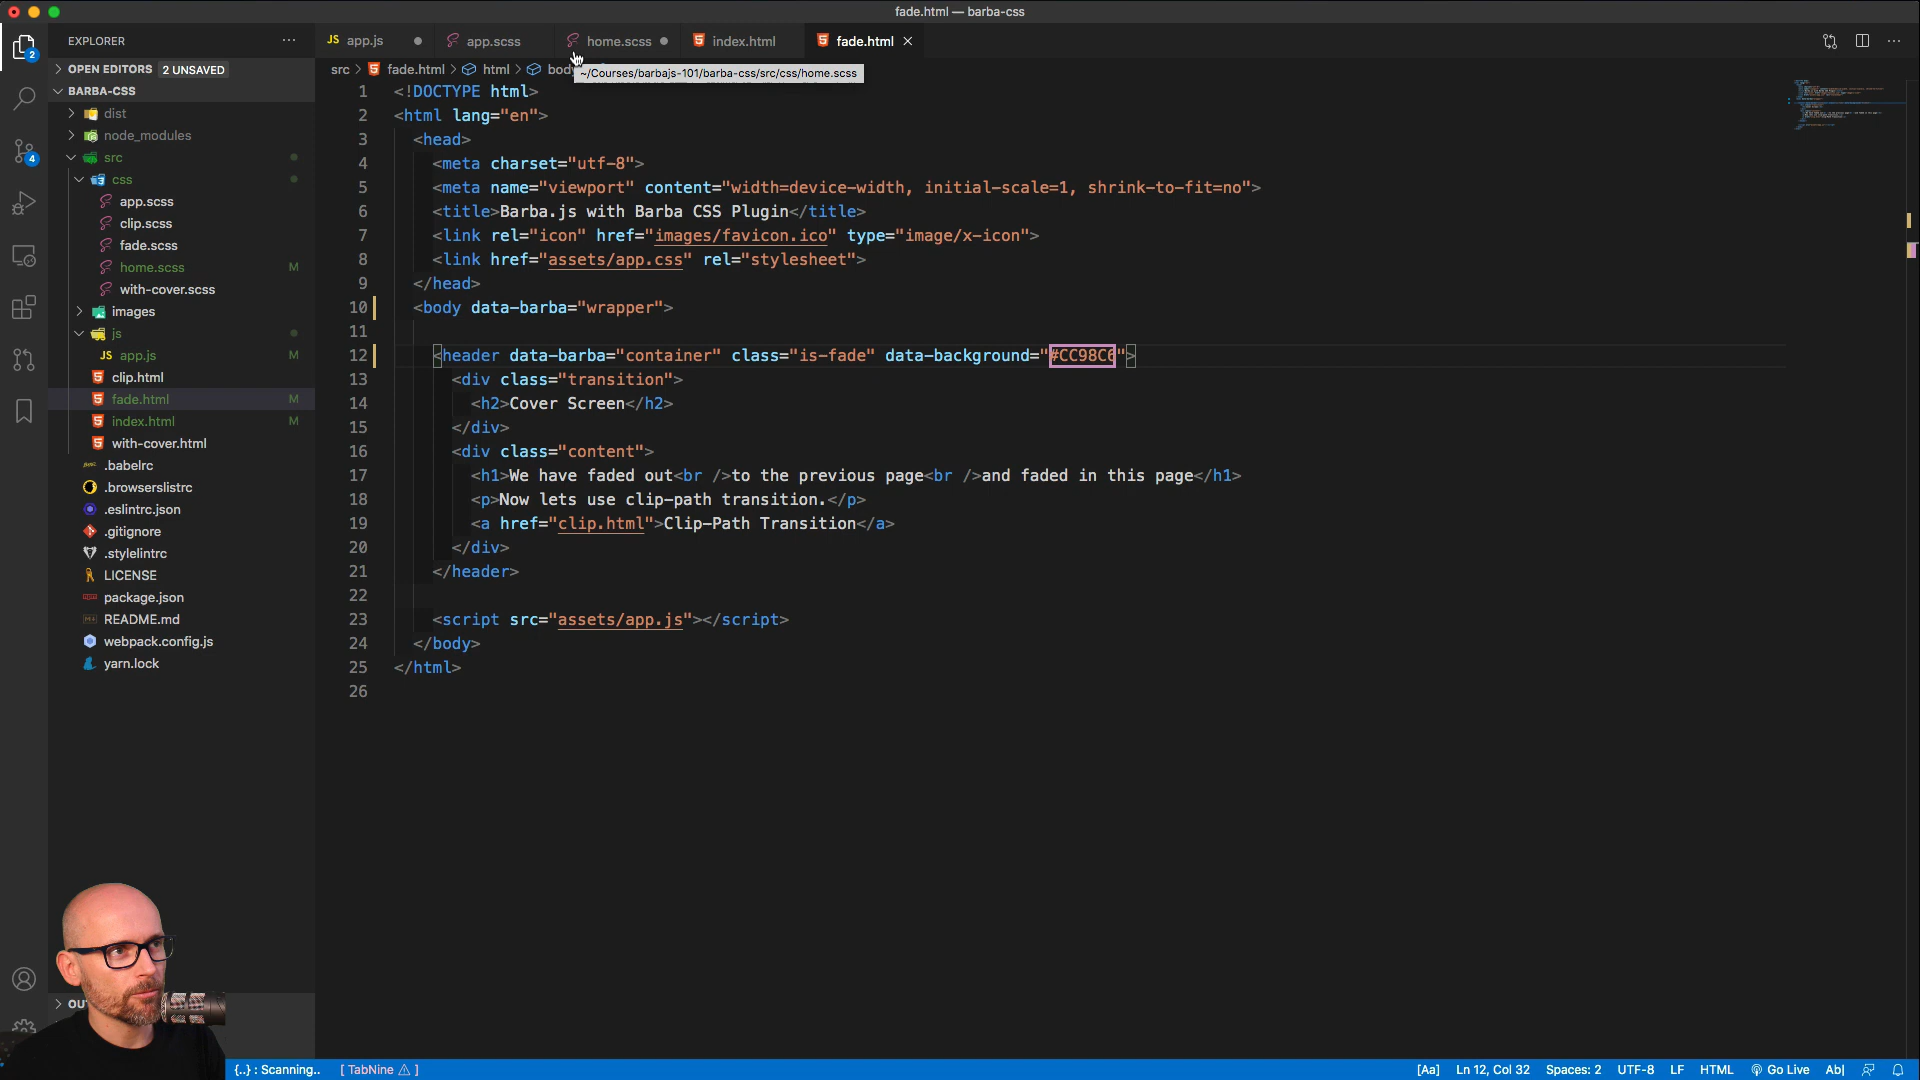 fade.html — barba-css
EXPLORER
JS app.js
app.scss
home.scss
index.html
fade.html
OPEN EDITORS 2 UNSAVED
src > fade.html > html > body
~/Courses/barbajs-101/barba-css/src/css/home.scss
BARBA-CSS
dist
node_modules
src
css
app.scss
clip.scss
fade.scss
home.scss M
with-cover.scss
images
js
JS app.js M
clip.html
fade.html M
index.html M
with-cover.html
.babelrc
.browserslistrc
.eslintrc.json
.gitignore
.stylelintrc
LICENSE
package.json
README.md
webpack.config.js
yarn.lock
2
4
1 <!DOCTYPE html>
2 <html lang="en">
3 <head>
4 <meta charset="utf-8">
5 <meta name="viewport" content="width=device-width, initial-scale=1, shrink-to-fit=no">
6 <title>Barba.js with Barba CSS Plugin</title>
7 <link rel="icon" href="images/favicon.ico" type="image/x-icon">
8 <link href="assets/app.css" rel="stylesheet">
9 </head>
10 <body data-barba="wrapper">
11
12 <header data-barba="container" class="is-fade" data-background="#CC98C6">
13 <div class="transition">
14 <h2>Cover Screen</h2>
15 </div>
16 <div class="content">
17 <h1>We have faded out<br />to the previous page<br />and faded in this page</h1>
18 <p>Now lets use clip-path transition.</p>
19 <a href="clip.html">Clip-Path Transition</a>
20 </div>
21 </header>
22
23 <script src="assets/app.js"></script>
24 </body>
25 </html>
26
{..} : Scanning.. [ TabNine ⚠ ]
[Aa] Ln 12, Col 32 Spaces: 2 UTF-8 LF HTML Go Live Ab|